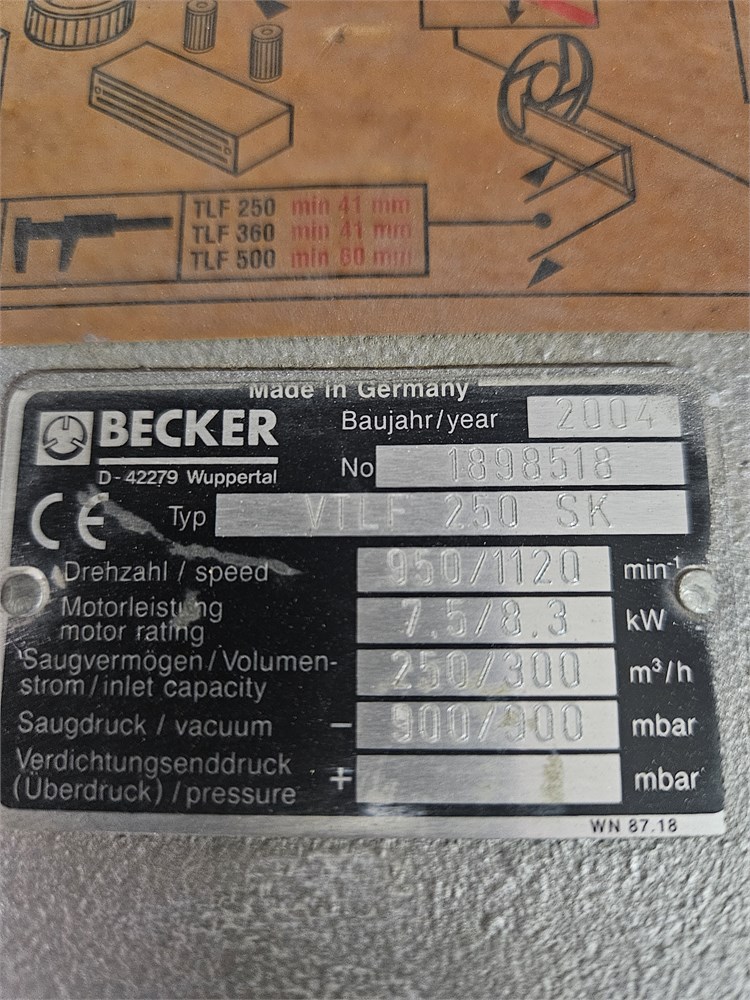 TLF 250 min 41 mm
TLF 360 min 41 mm
TLF 500 min 60 mm
Made in Germany
BECKER
D-42279 Wuppertal
Baujahr/year 2004
No 1898518
CE Typ VTLF 250 SK
Drehzahl / speed 950/1120 min-1
Motorleistung
motor rating 7.5/8.3 kW
Saugvermögen/Volumen-
strom/inlet capacity 250/300 m³/h
Saugdruck / vacuum – 900/900 mbar
Verdichtungsenddruck
(Überdruck) / pressure + mbar
WN 87.18